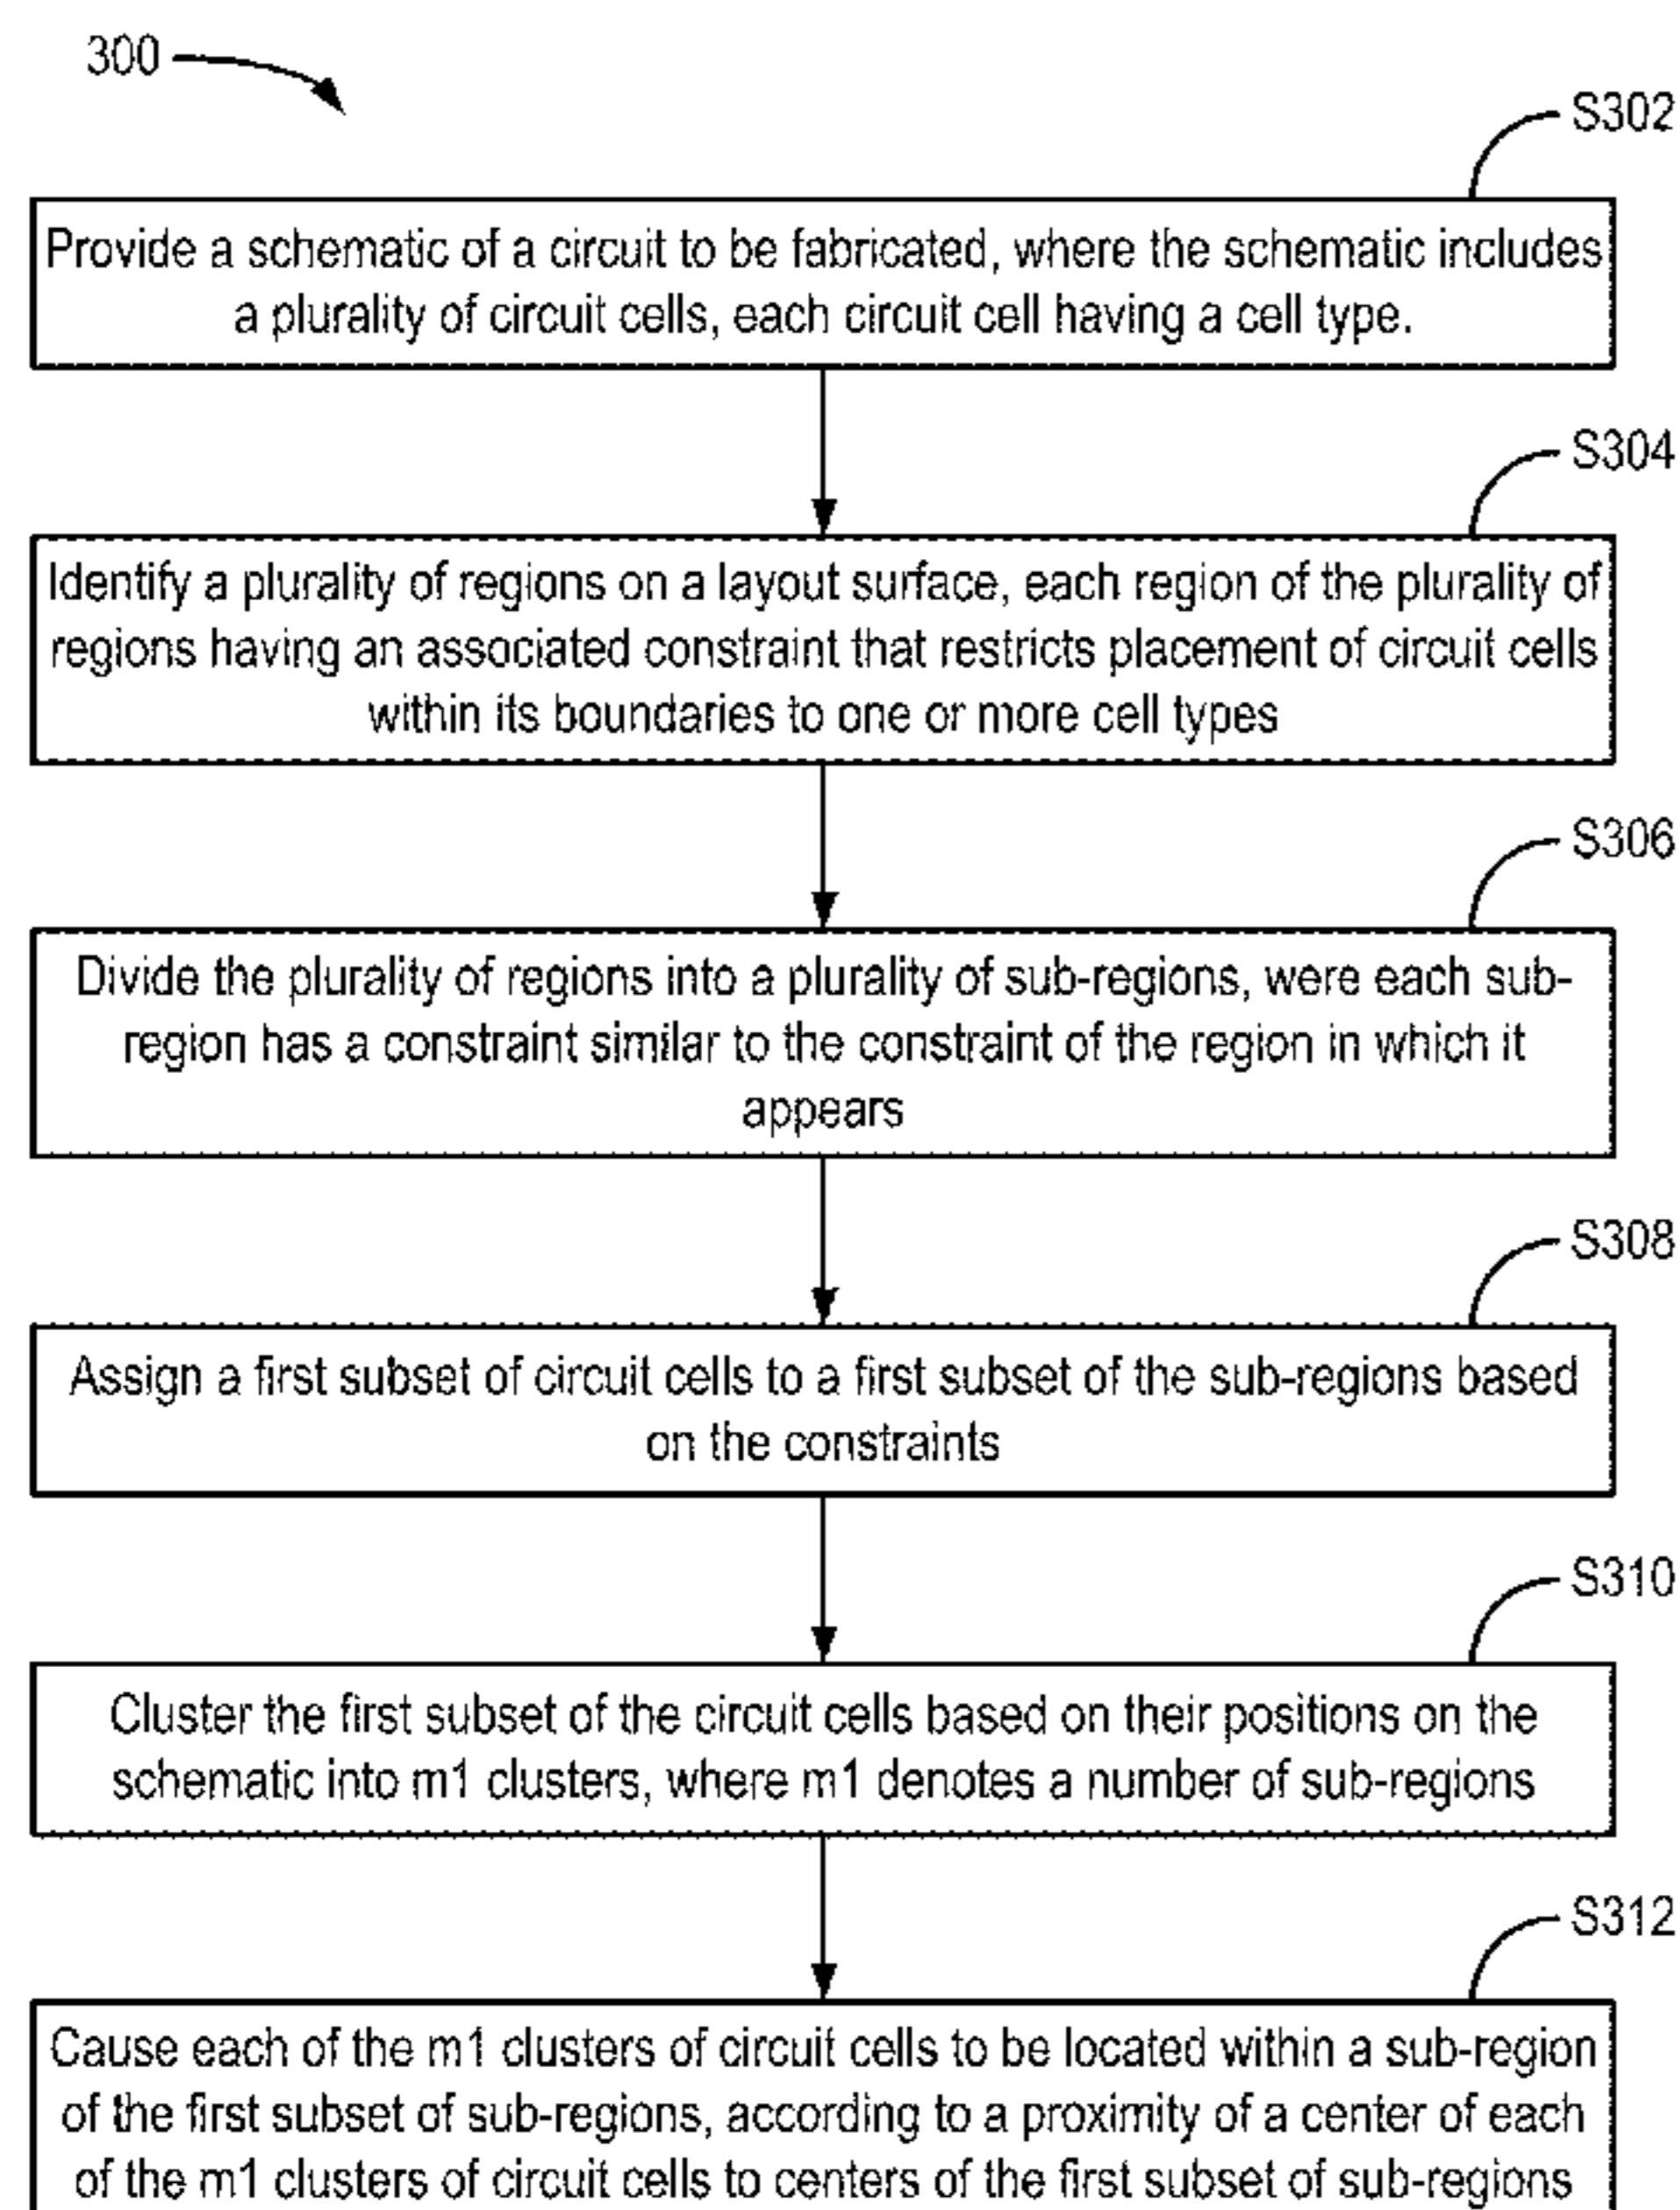 300
S302
Provide a schematic of a circuit to be fabricated, where the schematic includes
a plurality of circuit cells, each circuit cell having a cell type.
S304
Identify a plurality of regions on a layout surface, each region of the plurality of
regions having an associated constraint that restricts placement of circuit cells
within its boundaries to one or more cell types
S306
Divide the plurality of regions into a plurality of sub-regions, were each sub-
region has a constraint similar to the constraint of the region in which it
appears
S308
Assign a first subset of circuit cells to a first subset of the sub-regions based
on the constraints
S310
Cluster the first subset of the circuit cells based on their positions on the
schematic into m1 clusters, where m1 denotes a number of sub-regions
S312
Cause each of the m1 clusters of circuit cells to be located within a sub-region
of the first subset of sub-regions, according to a proximity of a center of each
of the m1 clusters of circuit cells to centers of the first subset of sub-regions